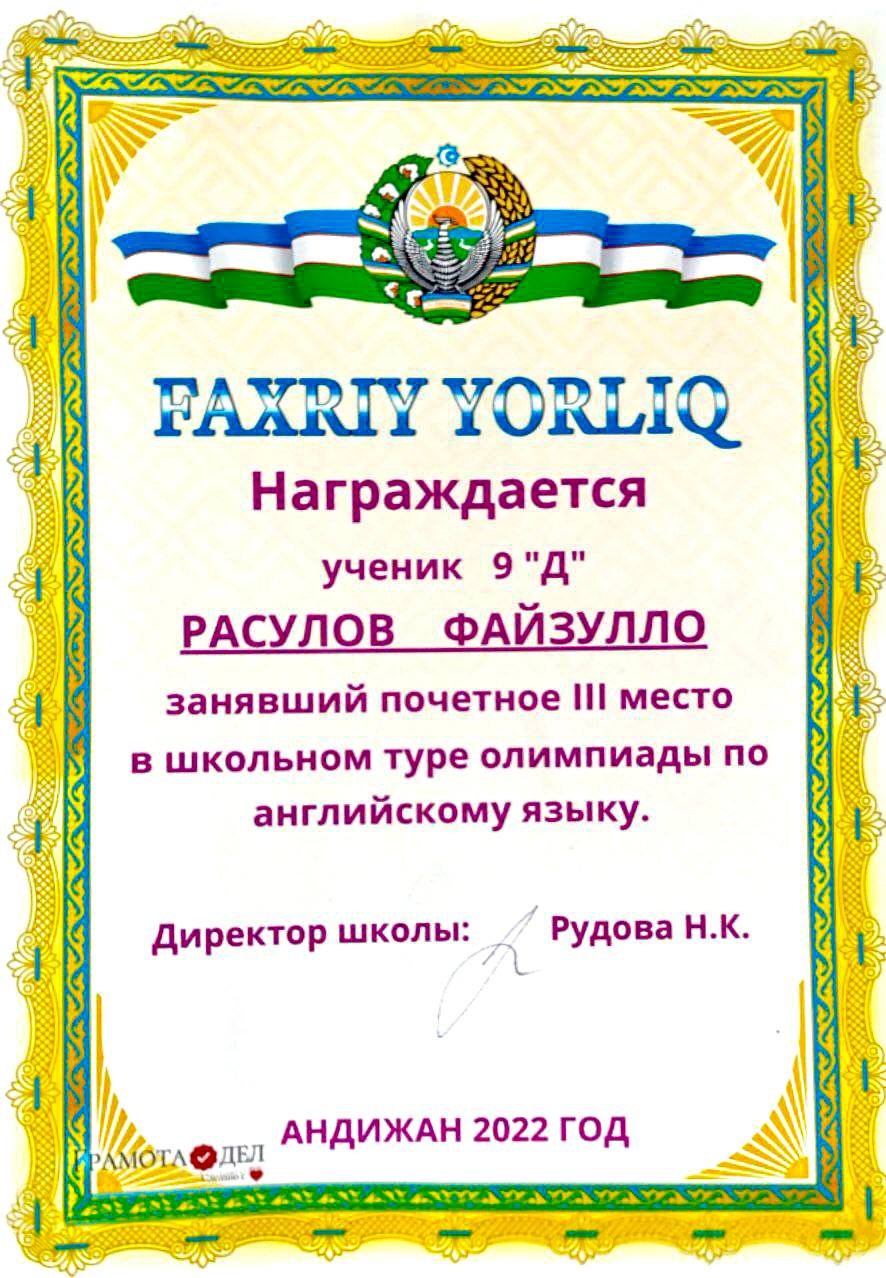 FAXRIY YORLIQ
Награждается
ученик 9 "Д"
РАСУЛОВ ФАЙЗУЛЛО
занявший почетное III место
в школьном туре олимпиады по
английскому языку.
Директор школы: Рудова Н.К.
АНДИЖАН 2022 ГОД
ГРАМОТА ДЕЛ